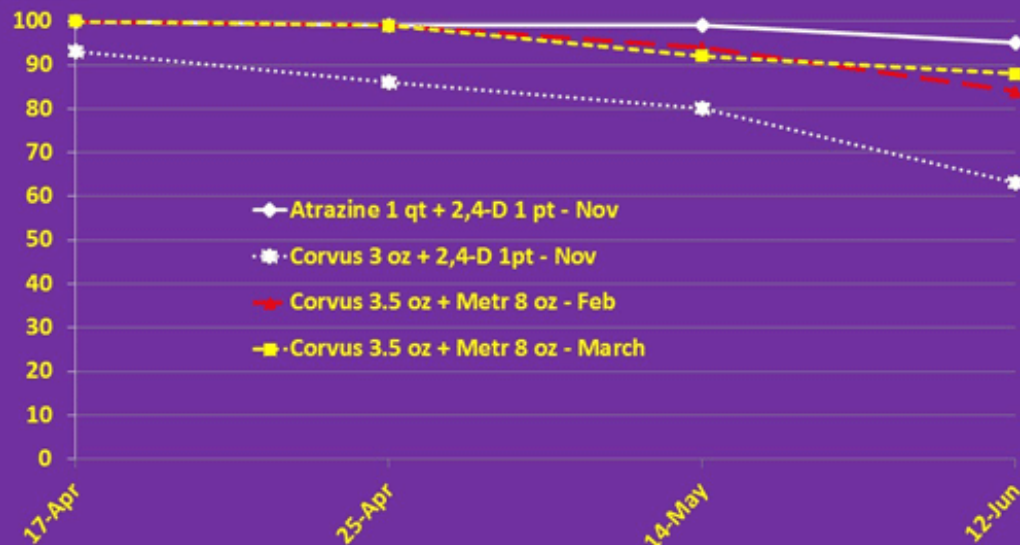 100
90
80
70
60
50
40
30
20
10
0
Atrazine 1 qt + 2,4-D 1 pt - Nov
Corvus 3 oz + 2,4-D 1pt - Nov
Corvus 3.5 oz + Metr 8 oz - Feb
Corvus 3.5 oz + Metr 8 oz - March
17-Apr
25-Apr
14-May
12-Jun